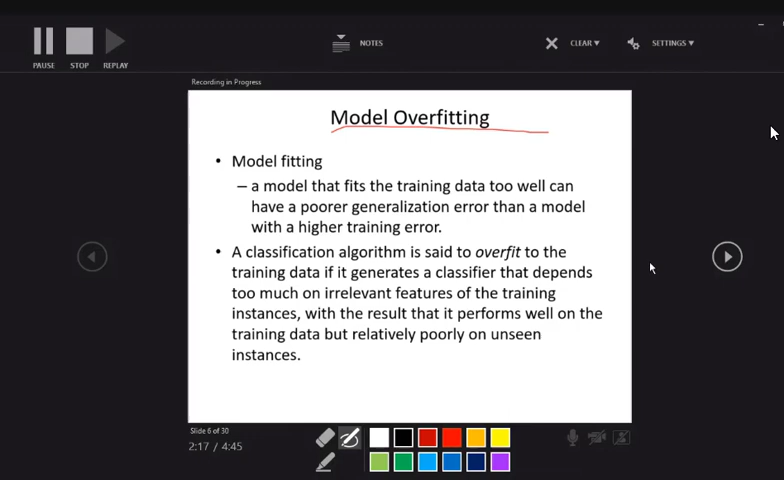 PAUSE STOP REPLAY NOTES CLEAR SETTINGS
Recording in Progress
Model Overfitting
• Model fitting
– a model that fits the training data too well can
have a poorer generalization error than a model
with a higher training error.
• A classification algorithm is said to overfit to the
training data if it generates a classifier that depends
too much on irrelevant features of the training
instances, with the result that it performs well on the
training data but relatively poorly on unseen
instances.
Slide 6 of 30
2:17 / 4:45